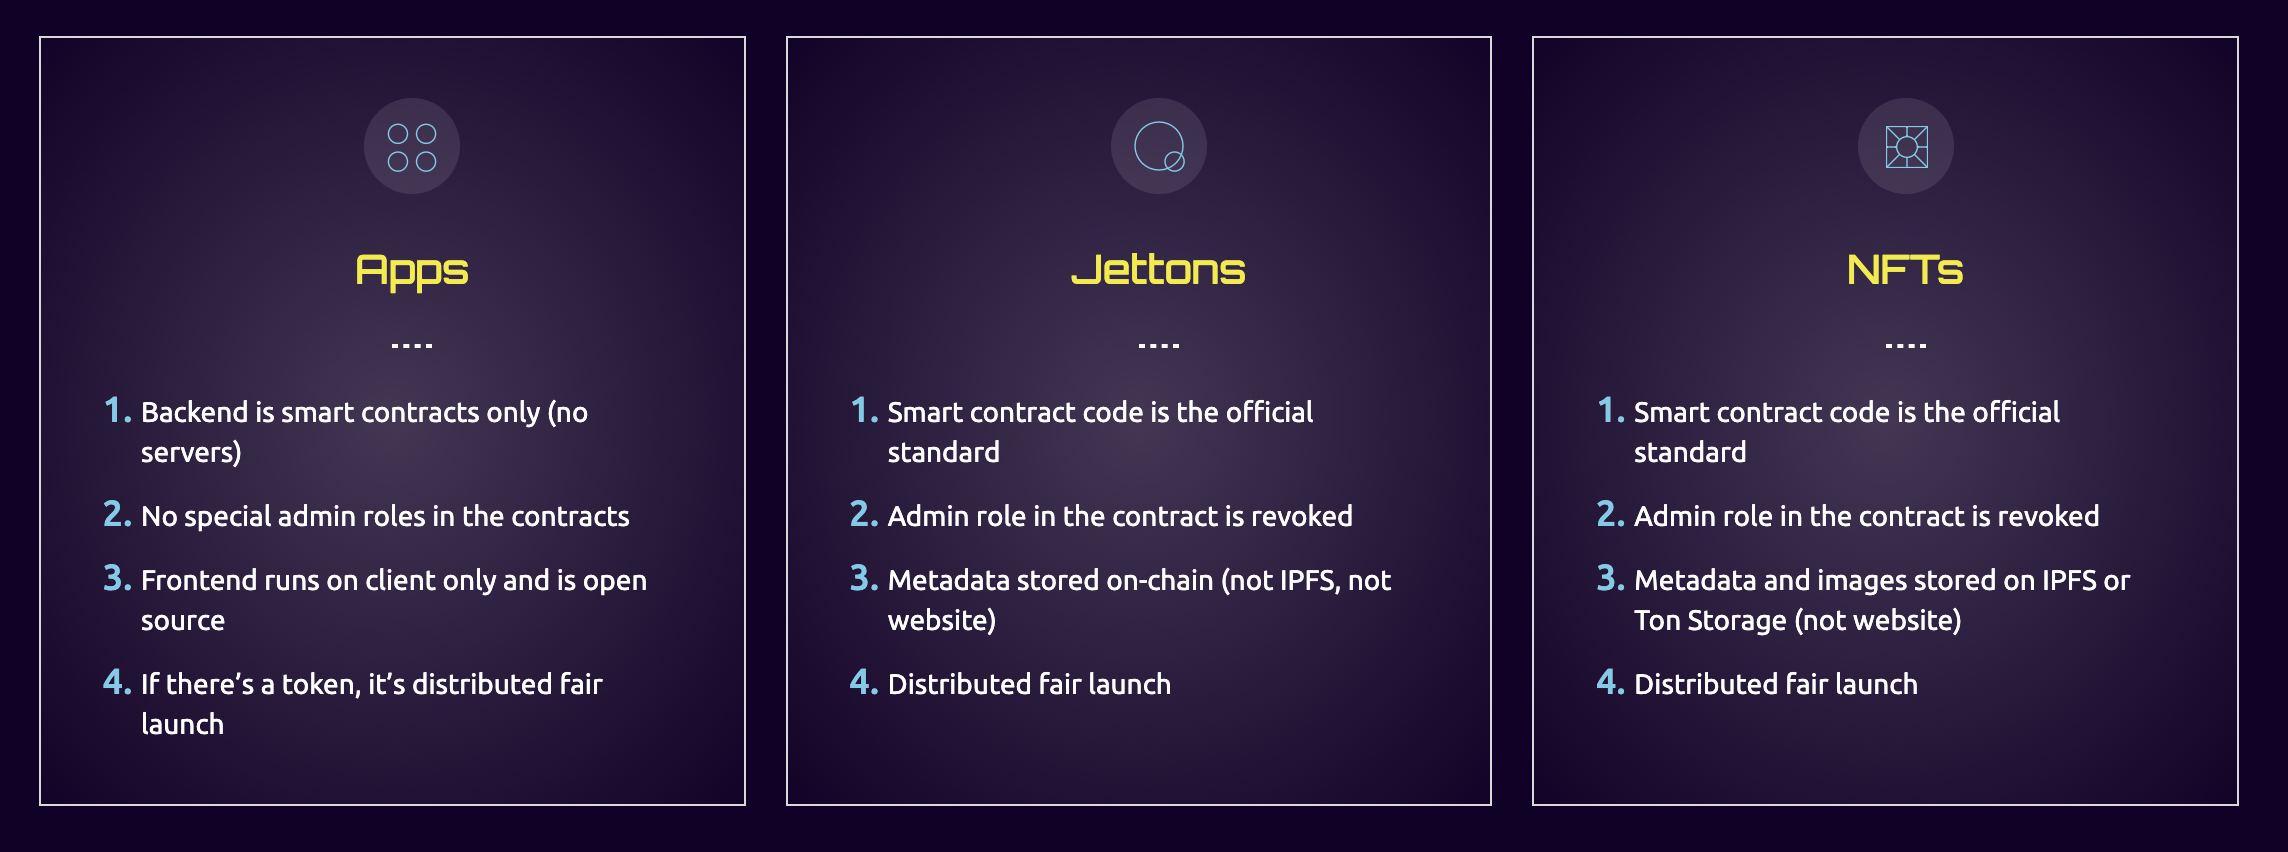 Apps
----
1. Backend is smart contracts only (no
servers)
2. No special admin roles in the contracts
3. Frontend runs on client only and is open
source
4. If there’s a token, it’s distributed fair
launch
Jettons
----
1. Smart contract code is the official
standard
2. Admin role in the contract is revoked
3. Metadata stored on-chain (not IPFS, not
website)
4. Distributed fair launch
NFTs
----
1. Smart contract code is the official
standard
2. Admin role in the contract is revoked
3. Metadata and images stored on IPFS or
Ton Storage (not website)
4. Distributed fair launch